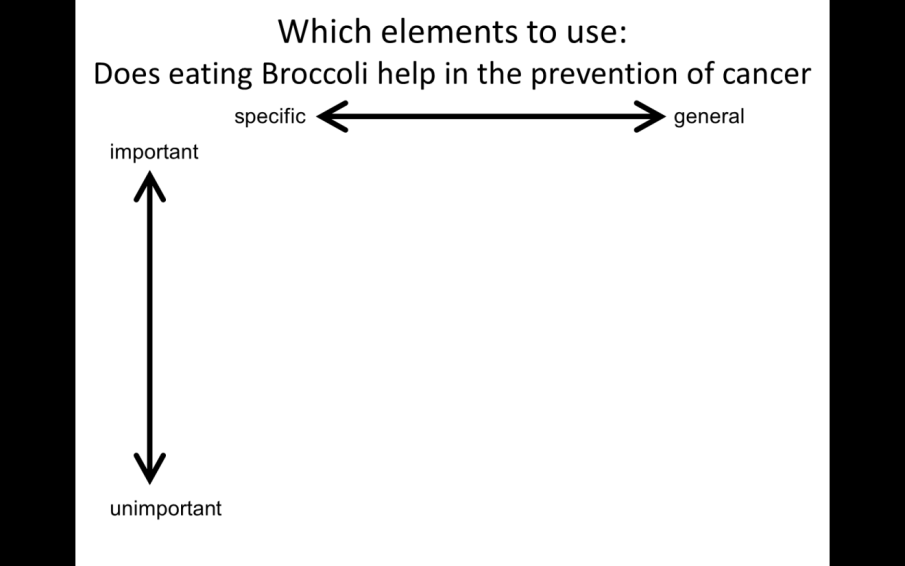 Which elements to use:
Does eating Broccoli help in the prevention of cancer
specific
general
important
unimportant